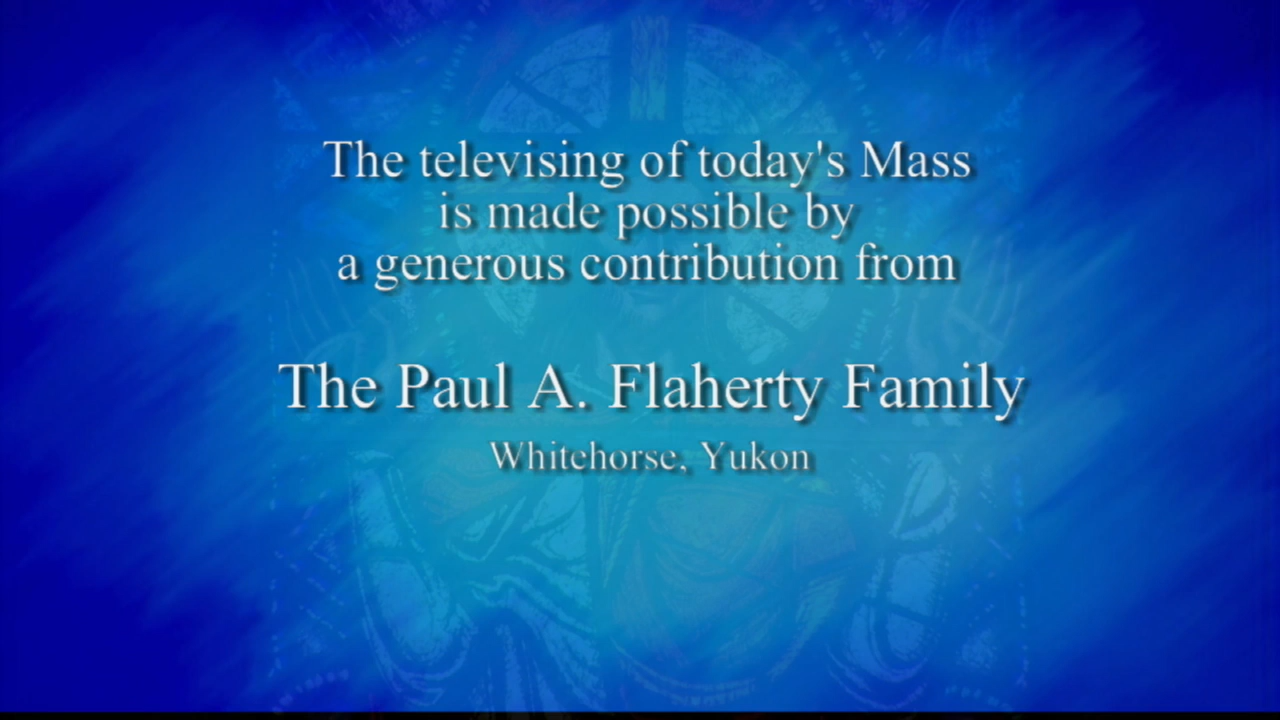 The televising of today's Mass
is made possible by
a generous contribution from
The Paul A. Flaherty Family
Whitehorse, Yukon